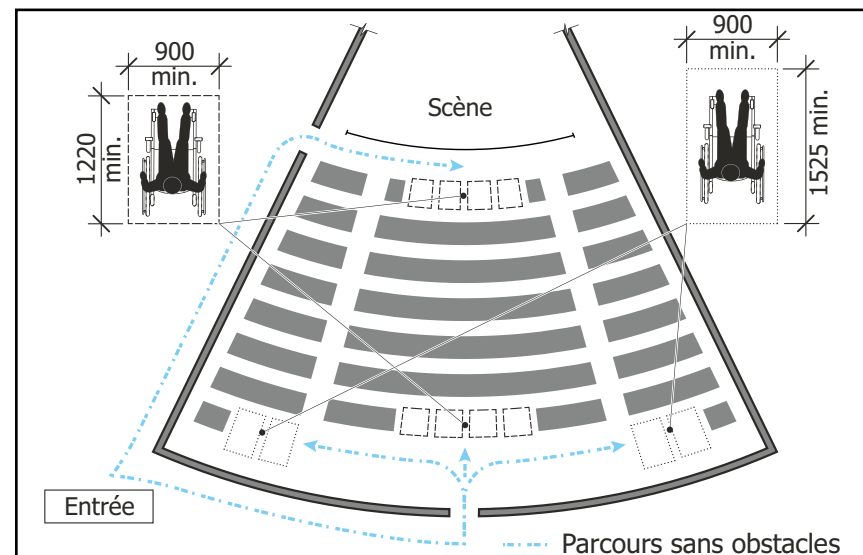 900
min.
1220
min.
Scène
900
min.
1525 min.
Entrée
Parcours sans obstacles